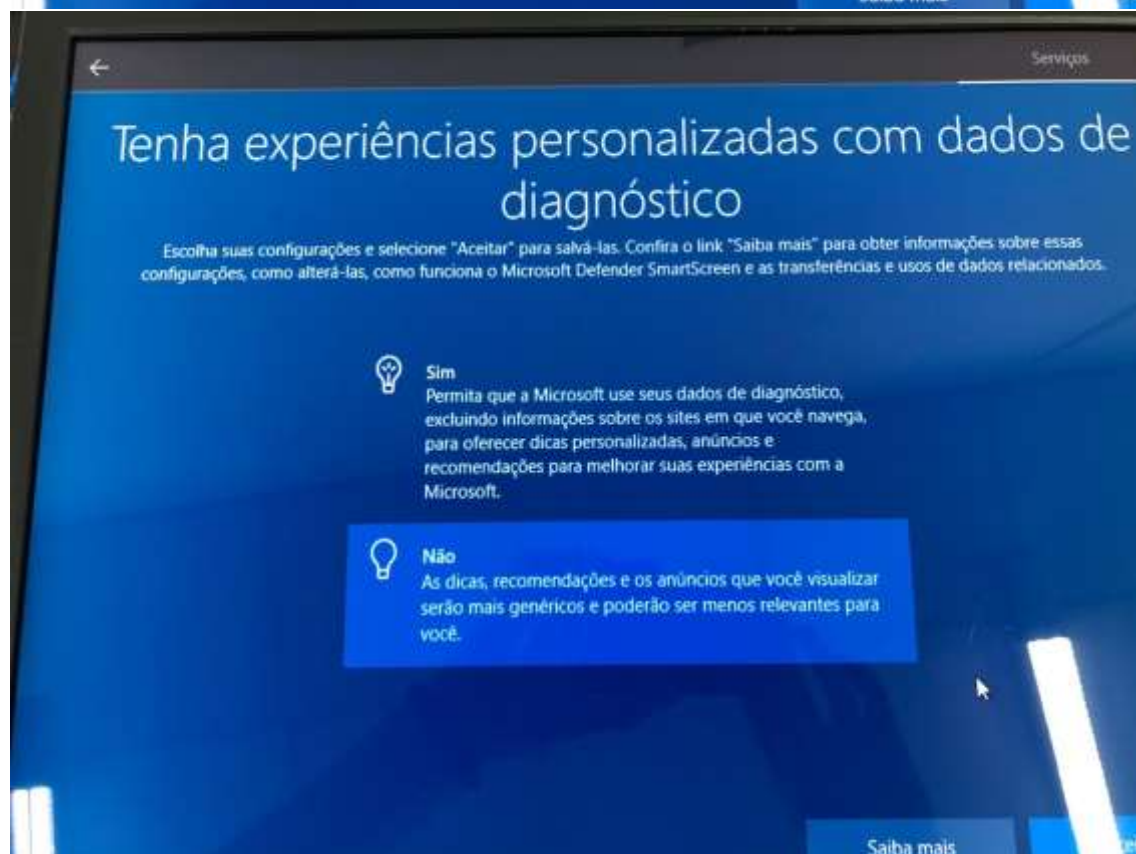 Saiba mais
Serviços
Tenha experiências personalizadas com dados de
diagnóstico
Escolha suas configurações e selecione "Aceitar" para salvá-las. Confira o link "Saiba mais" para obter informações sobre essas
configurações, como alterá-las, como funciona o Microsoft Defender SmartScreen e as transferências e usos de dados relacionados.
Sim
Permita que a Microsoft use seus dados de diagnóstico,
excluindo informações sobre os sites em que você navega,
para oferecer dicas personalizadas, anúncios e
recomendações para melhorar suas experiências com a
Microsoft.
Não
As dicas, recomendações e os anúncios que você visualizar
serão mais genéricos e poderão ser menos relevantes para
você.
Saiba mais